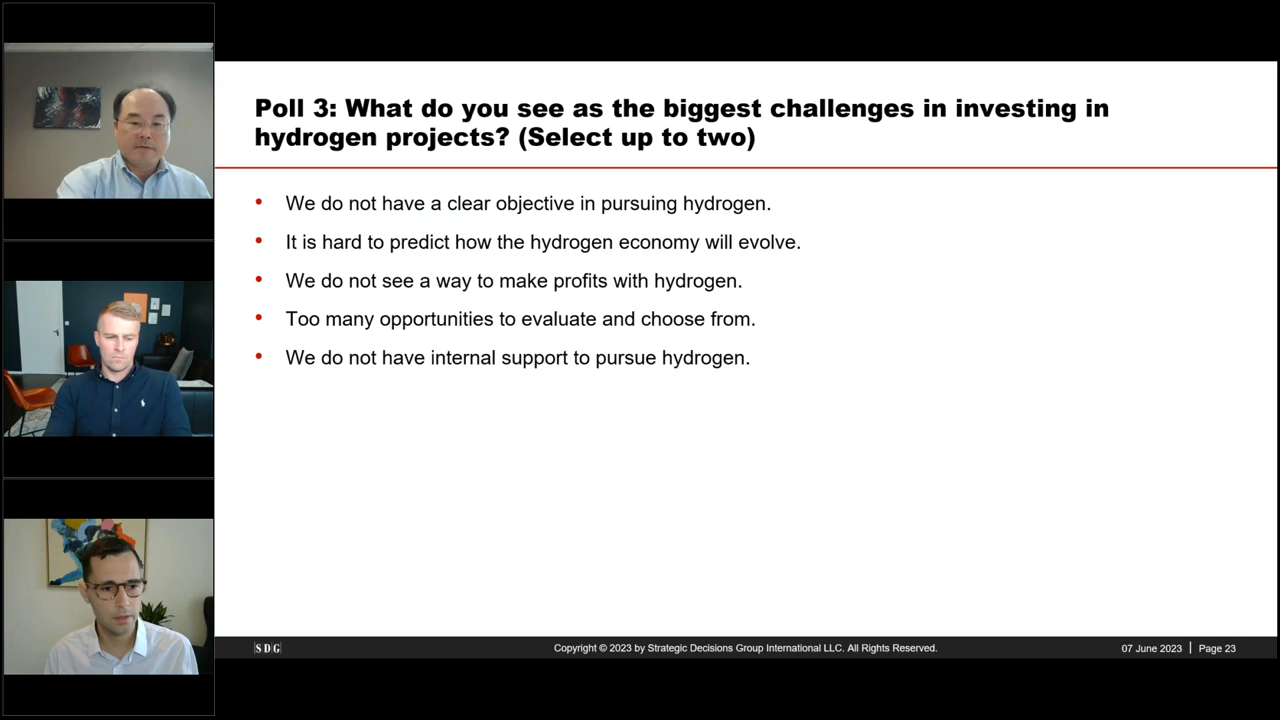 Poll 3: What do you see as the biggest challenges in investing in
hydrogen projects? (Select up to two)
• We do not have a clear objective in pursuing hydrogen.
• It is hard to predict how the hydrogen economy will evolve.
• We do not see a way to make profits with hydrogen.
• Too many opportunities to evaluate and choose from.
• We do not have internal support to pursue hydrogen.
SDG Copyright © 2023 by Strategic Decisions Group International LLC. All Rights Reserved. 07 June 2023 | Page 23